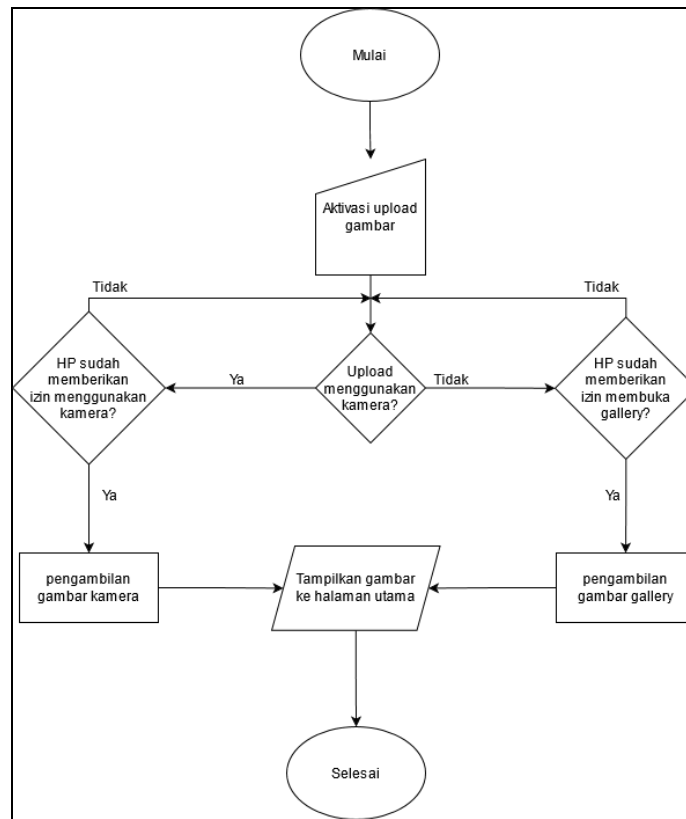 Mulai
Aktivasi upload
gambar
Tidak
Tidak
HP sudah
memberikan
izin menggunakan
kamera?
Ya
Upload
menggunakan
kamera?
Tidak
HP sudah
memberikan
izin membuka
gallery?
Ya
Ya
pengambilan
gambar kamera
Tampilkan gambar
ke halaman utama
pengambilan
gambar gallery
Selesai